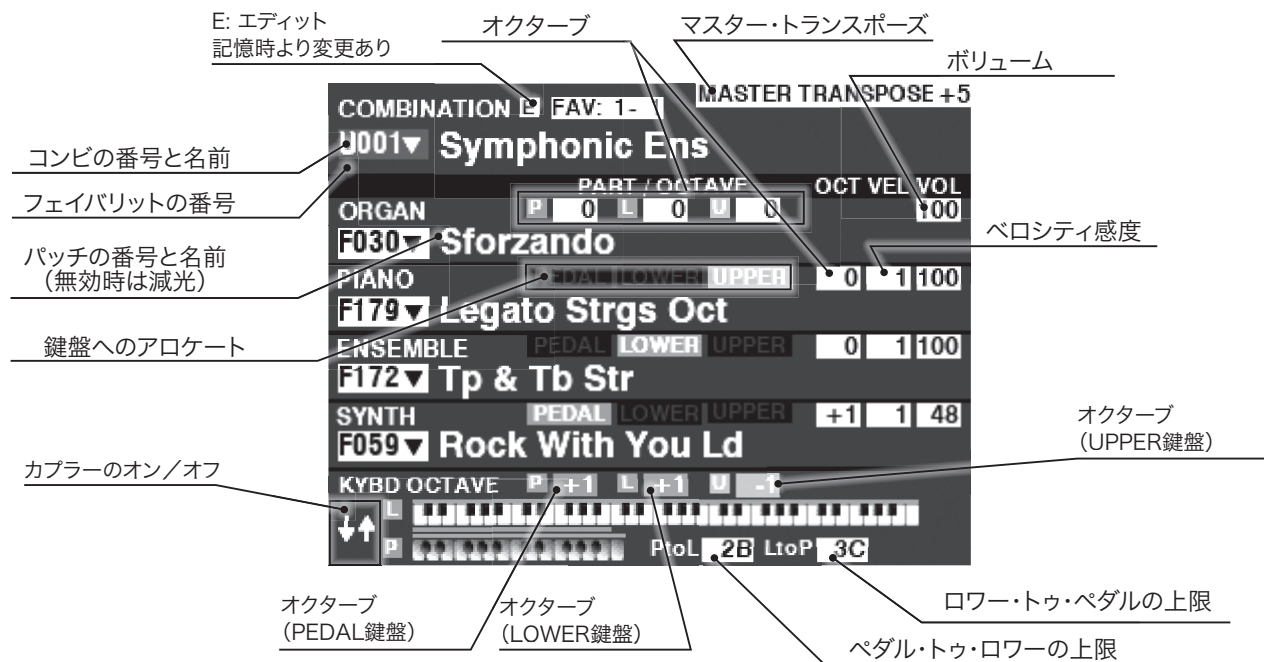 E: エディット
記憶時より変更あり
オクターブ
マスター・トランスポーズ
ボリューム
MASTER TRANSPOSE +5
COMBINATION E FAV: 1- 1
U001▼ Symphonic Ens
コンビの番号と名前
フェイバリットの番号
PART / OCTAVE OCT VEL VOL
ORGAN P 0 L 0 U 0 100
F030▼ Sforzando
ベロシティ感度
パッチの番号と名前
（無効時は減光）
PIANO PEDAL LOWER UPPER 0 1 100
F179▼ Legato Strgs Oct
鍵盤へのアロケート
ENSEMBLE PEDAL LOWER UPPER 0 1 100
F172▼ Tp & Tb Str
SYNTH PEDAL LOWER UPPER +1 1 48
F059▼ Rock With You Ld
オクターブ
（UPPER鍵盤）
カプラーのオン／オフ
KYBD OCTAVE P +1 L +1 U -1
L
P PtoL 2B LtoP 3C
オクターブ
（PEDAL鍵盤）
オクターブ
（LOWER鍵盤）
ロワー・トゥ・ペダルの上限
ペダル・トゥ・ロワーの上限